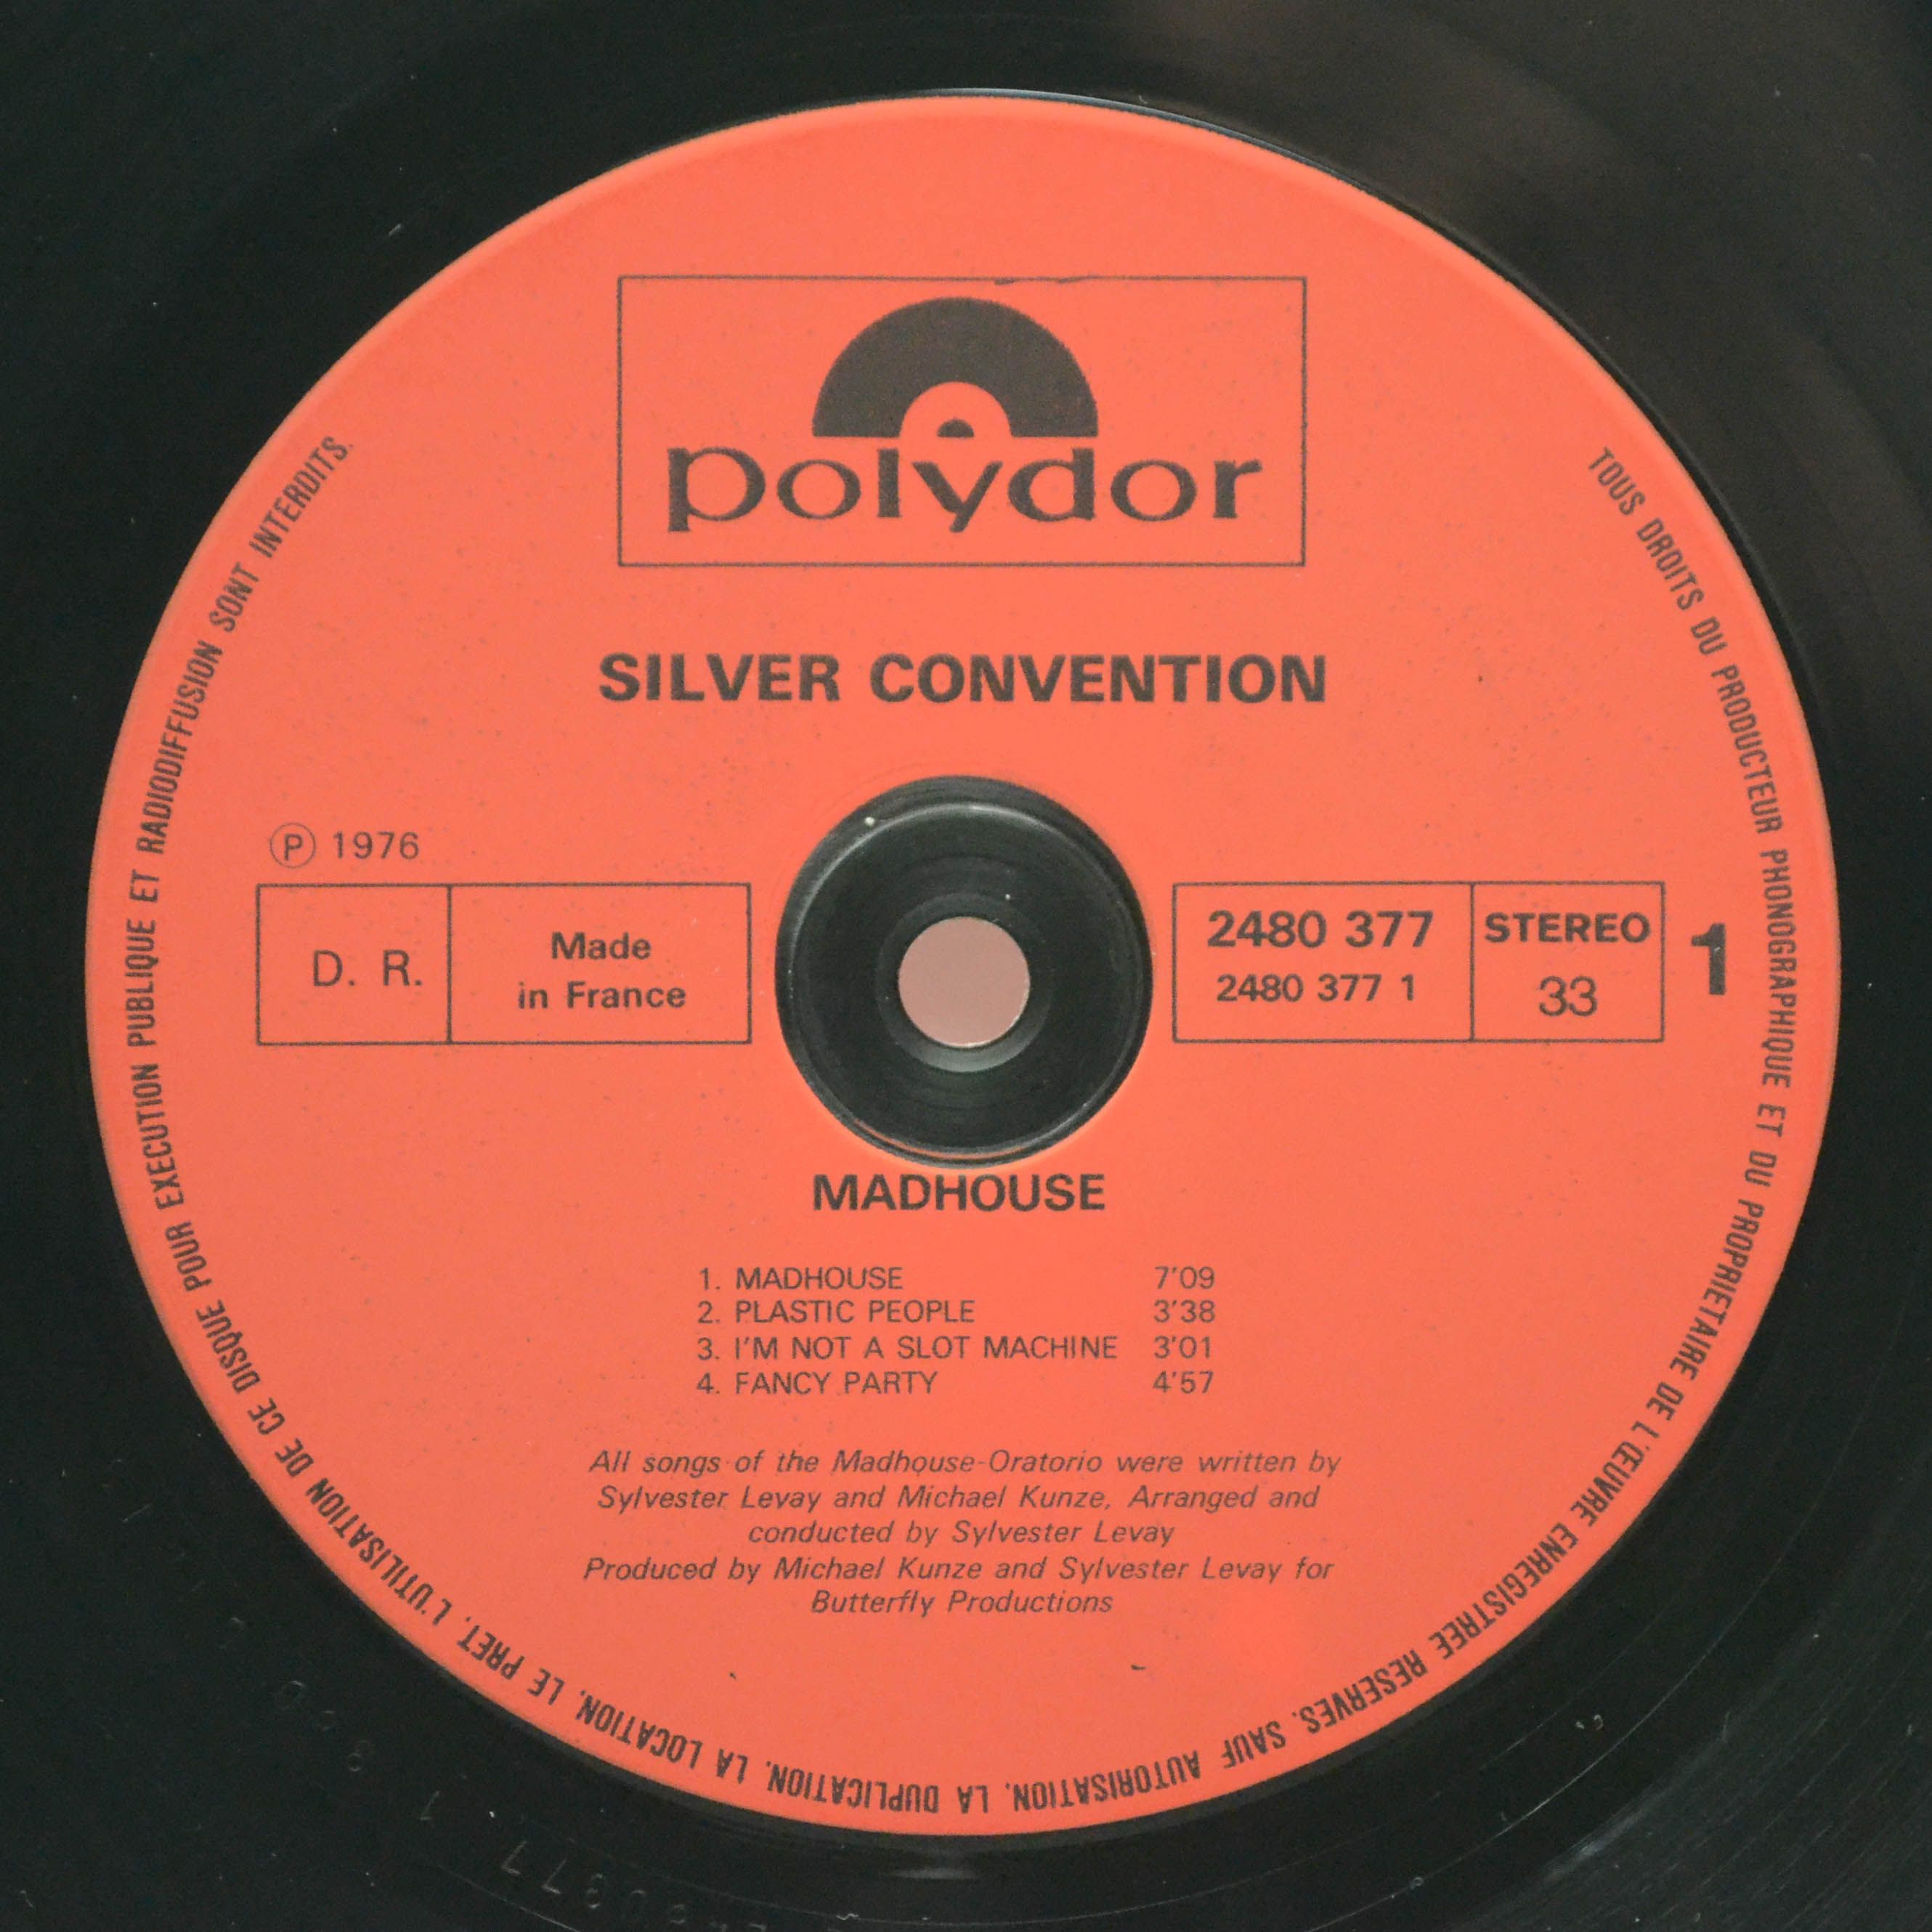 polydor
SILVER CONVENTION
Ⓟ 1976
D. R.
Made
in France
2480 377
2480 377 1
STEREO
33
1
MADHOUSE
1. MADHOUSE 7'09
2. PLASTIC PEOPLE 3'38
3. I'M NOT A SLOT MACHINE 3'01
4. FANCY PARTY 4'57
All songs of the Madhouse-Oratorio were written by
Sylvester Levay and Michael Kunze, Arranged and
conducted by Sylvester Levay
Produced by Michael Kunze and Sylvester Levay for
Butterfly Productions
TOUS DROITS DU PRODUCTEUR PHONOGRAPHIQUE ET DU PROPRIETAIRE DE L'ŒUVRE ENREGISTREE RESERVES. SAUF AUTORISATION, LA DUPLICATION, LA LOCATION, LE PRET, L'UTILISATION DE CE DISQUE POUR EXECUTION PUBLIQUE ET RADIODIFFUSION SONT INTERDITS.